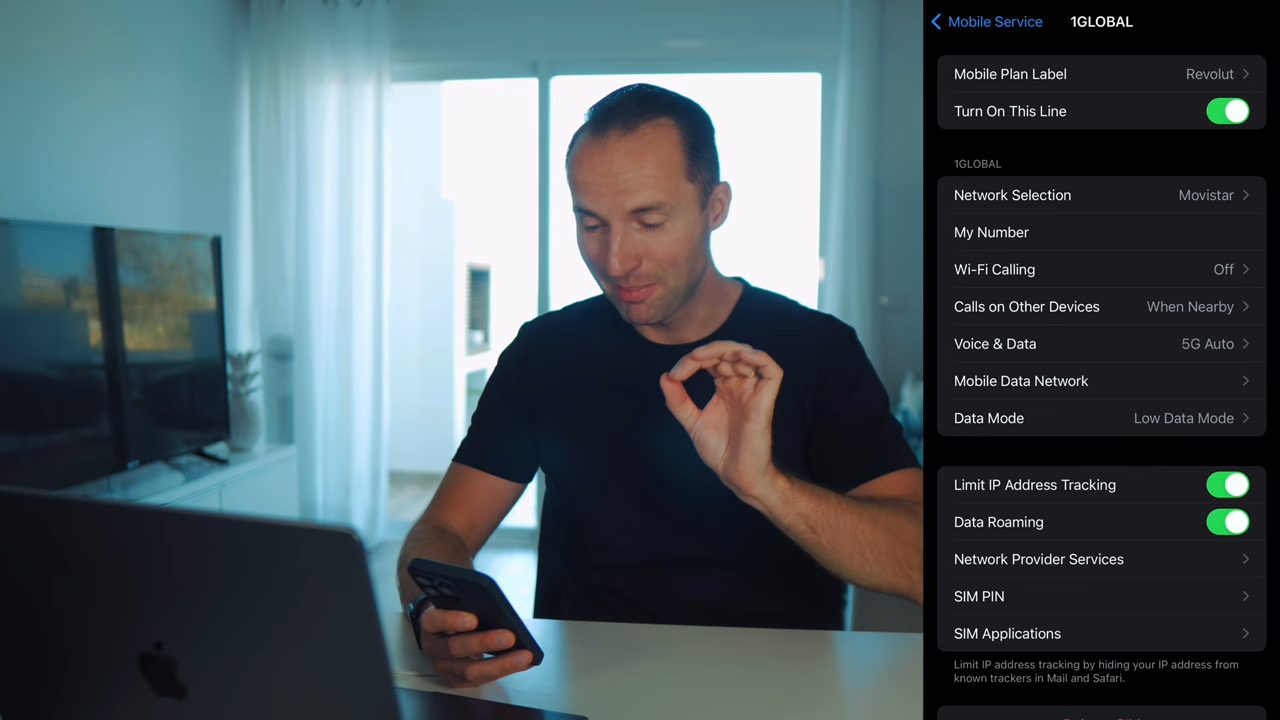 Mobile Service 1GLOBAL
Mobile Plan Label Revolut
Turn On This Line
1GLOBAL
Network Selection Movistar
My Number
Wi-Fi Calling Off
Calls on Other Devices When Nearby
Voice & Data 5G Auto
Mobile Data Network
Data Mode Low Data Mode
Limit IP Address Tracking
Data Roaming
Network Provider Services
SIM PIN
SIM Applications
Limit IP address tracking by hiding your IP address from
known trackers in Mail and Safari.